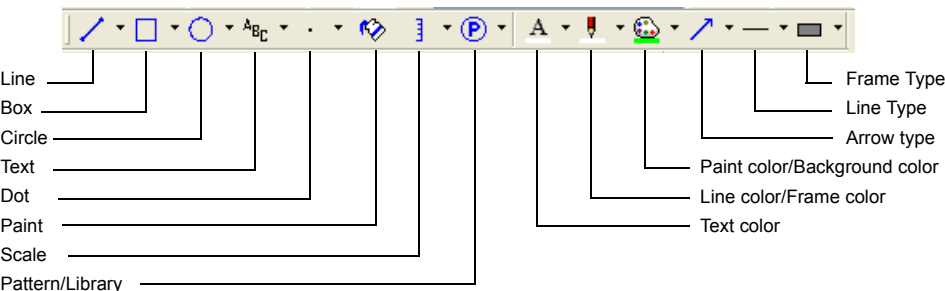 ABC
P
A
Line
Box
Circle
Text
Dot
Paint
Scale
Pattern/Library
Frame Type
Line Type
Arrow type
Paint color/Background color
Line color/Frame color
Text color